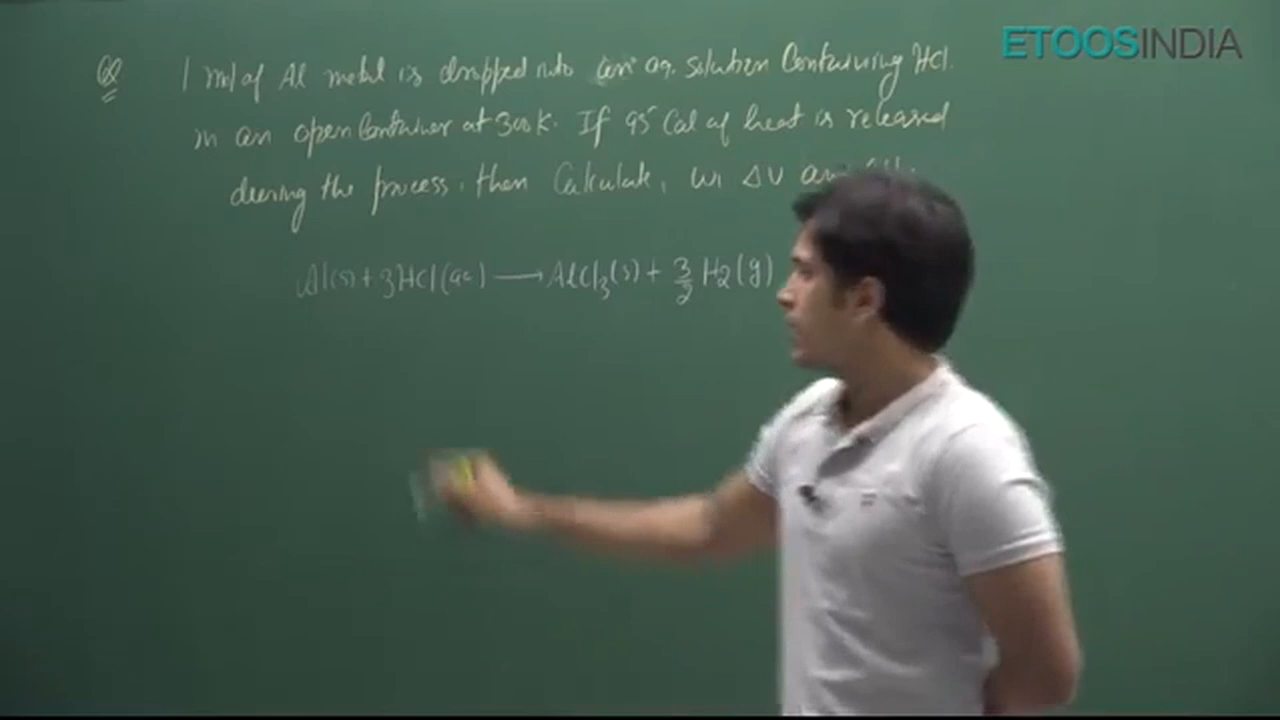 ETOOSINDIA
Q 1 mol of Al metal is dropped into an aq. solution Containing HCl.
in an open Container at 300K. If 95 Cal of heat is released
during the process, then Calculate, w, ΔU
Al(s) + 3HCl(aq) ⟶ AlCl3(s) + 3/2 H2(g)